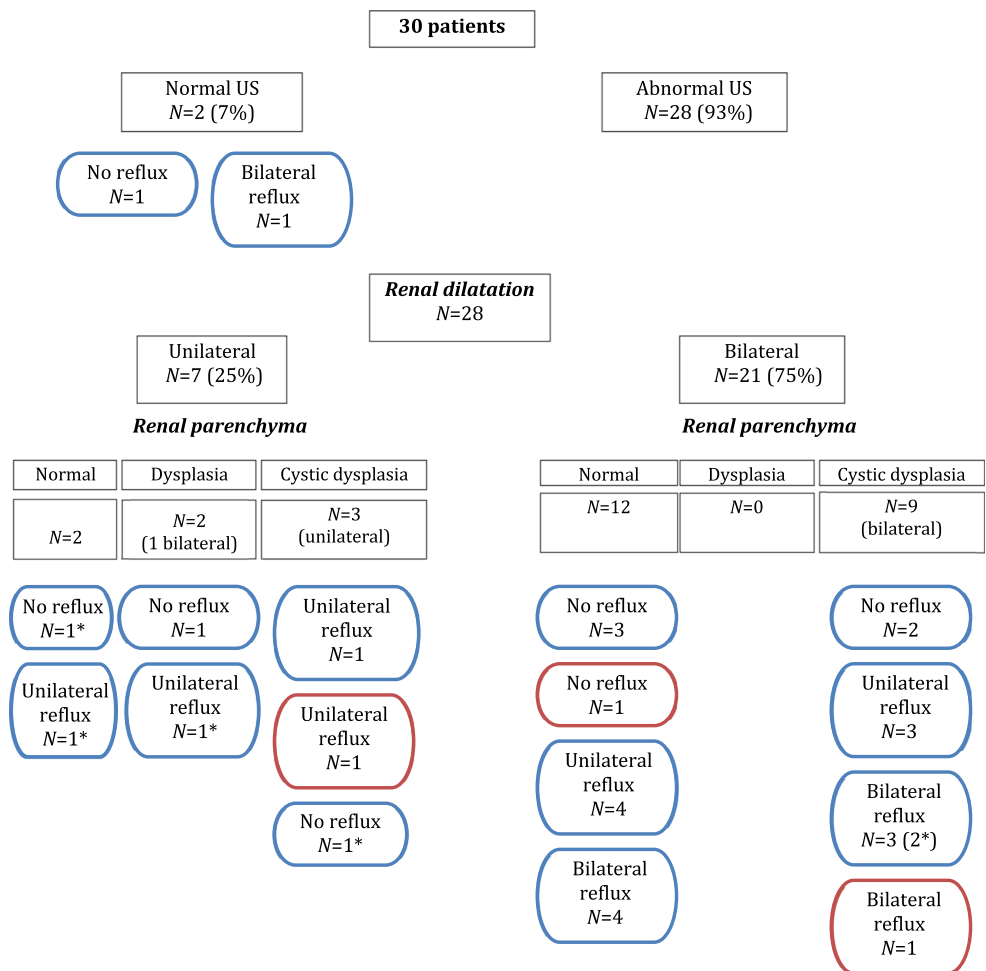 30 patients
Normal US
N=2 (7%)
Abnormal US
N=28 (93%)
No reflux
N=1
Bilateral
reflux
N=1
Renal dilatation
N=28
Unilateral
N=7 (25%)
Bilateral
N=21 (75%)
Renal parenchyma
Normal
Dysplasia
Cystic dysplasia
N=2
N=2
(1 bilateral)
N=3
(unilateral)
No reflux
N=1*
Unilateral
reflux
N=1*
No reflux
N=1
Unilateral
reflux
N=1*
Unilateral
reflux
N=1
Unilateral
reflux
N=1
No reflux
N=1*
Renal parenchyma
Normal
Dysplasia
Cystic dysplasia
N=12
N=0
N=9
(bilateral)
No reflux
N=3
No reflux
N=1
Unilateral
reflux
N=4
Bilateral
reflux
N=4
No reflux
N=2
Unilateral
reflux
N=3
Bilateral
reflux
N=3 (2*)
Bilateral
reflux
N=1